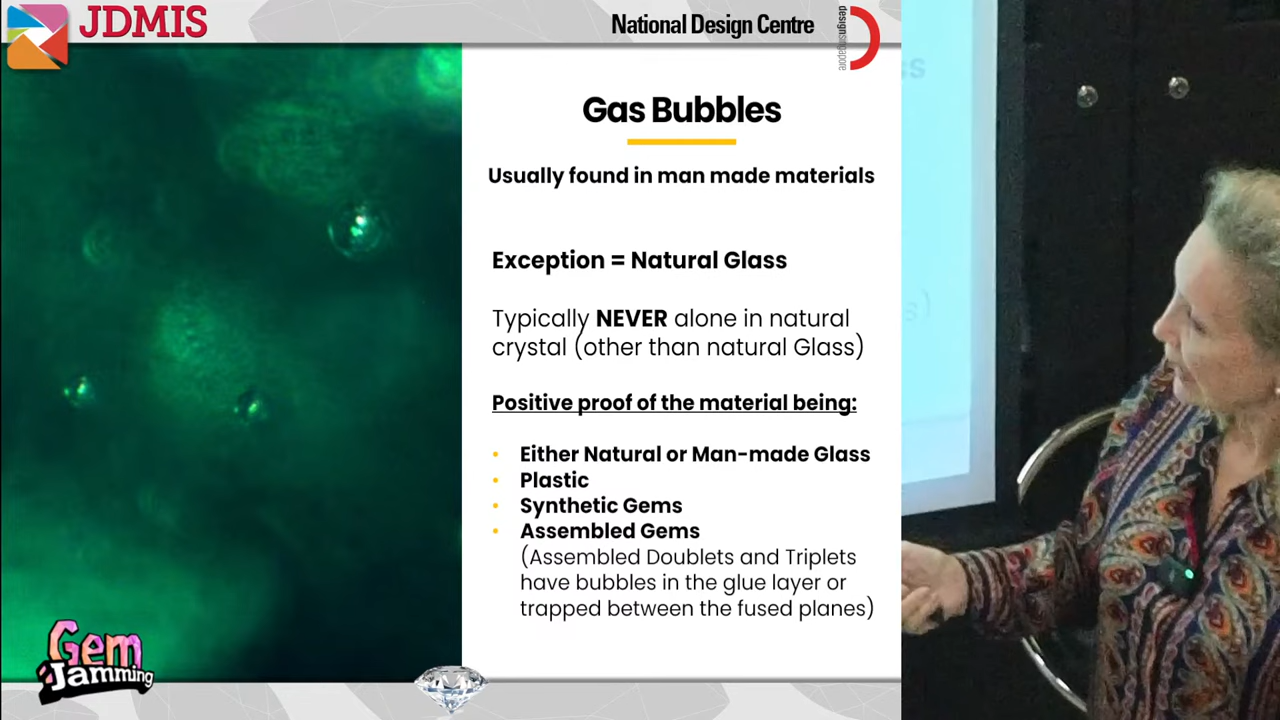 JDMIS
National Design Centre
designsingapore
Gas Bubbles
Usually found in man made materials
Exception = Natural Glass
Typically NEVER alone in natural
crystal (other than natural Glass)
Positive proof of the material being:
• Either Natural or Man-made Glass
• Plastic
• Synthetic Gems
• Assembled Gems
(Assembled Doublets and Triplets
have bubbles in the glue layer or
trapped between the fused planes)
Gem
Jamming